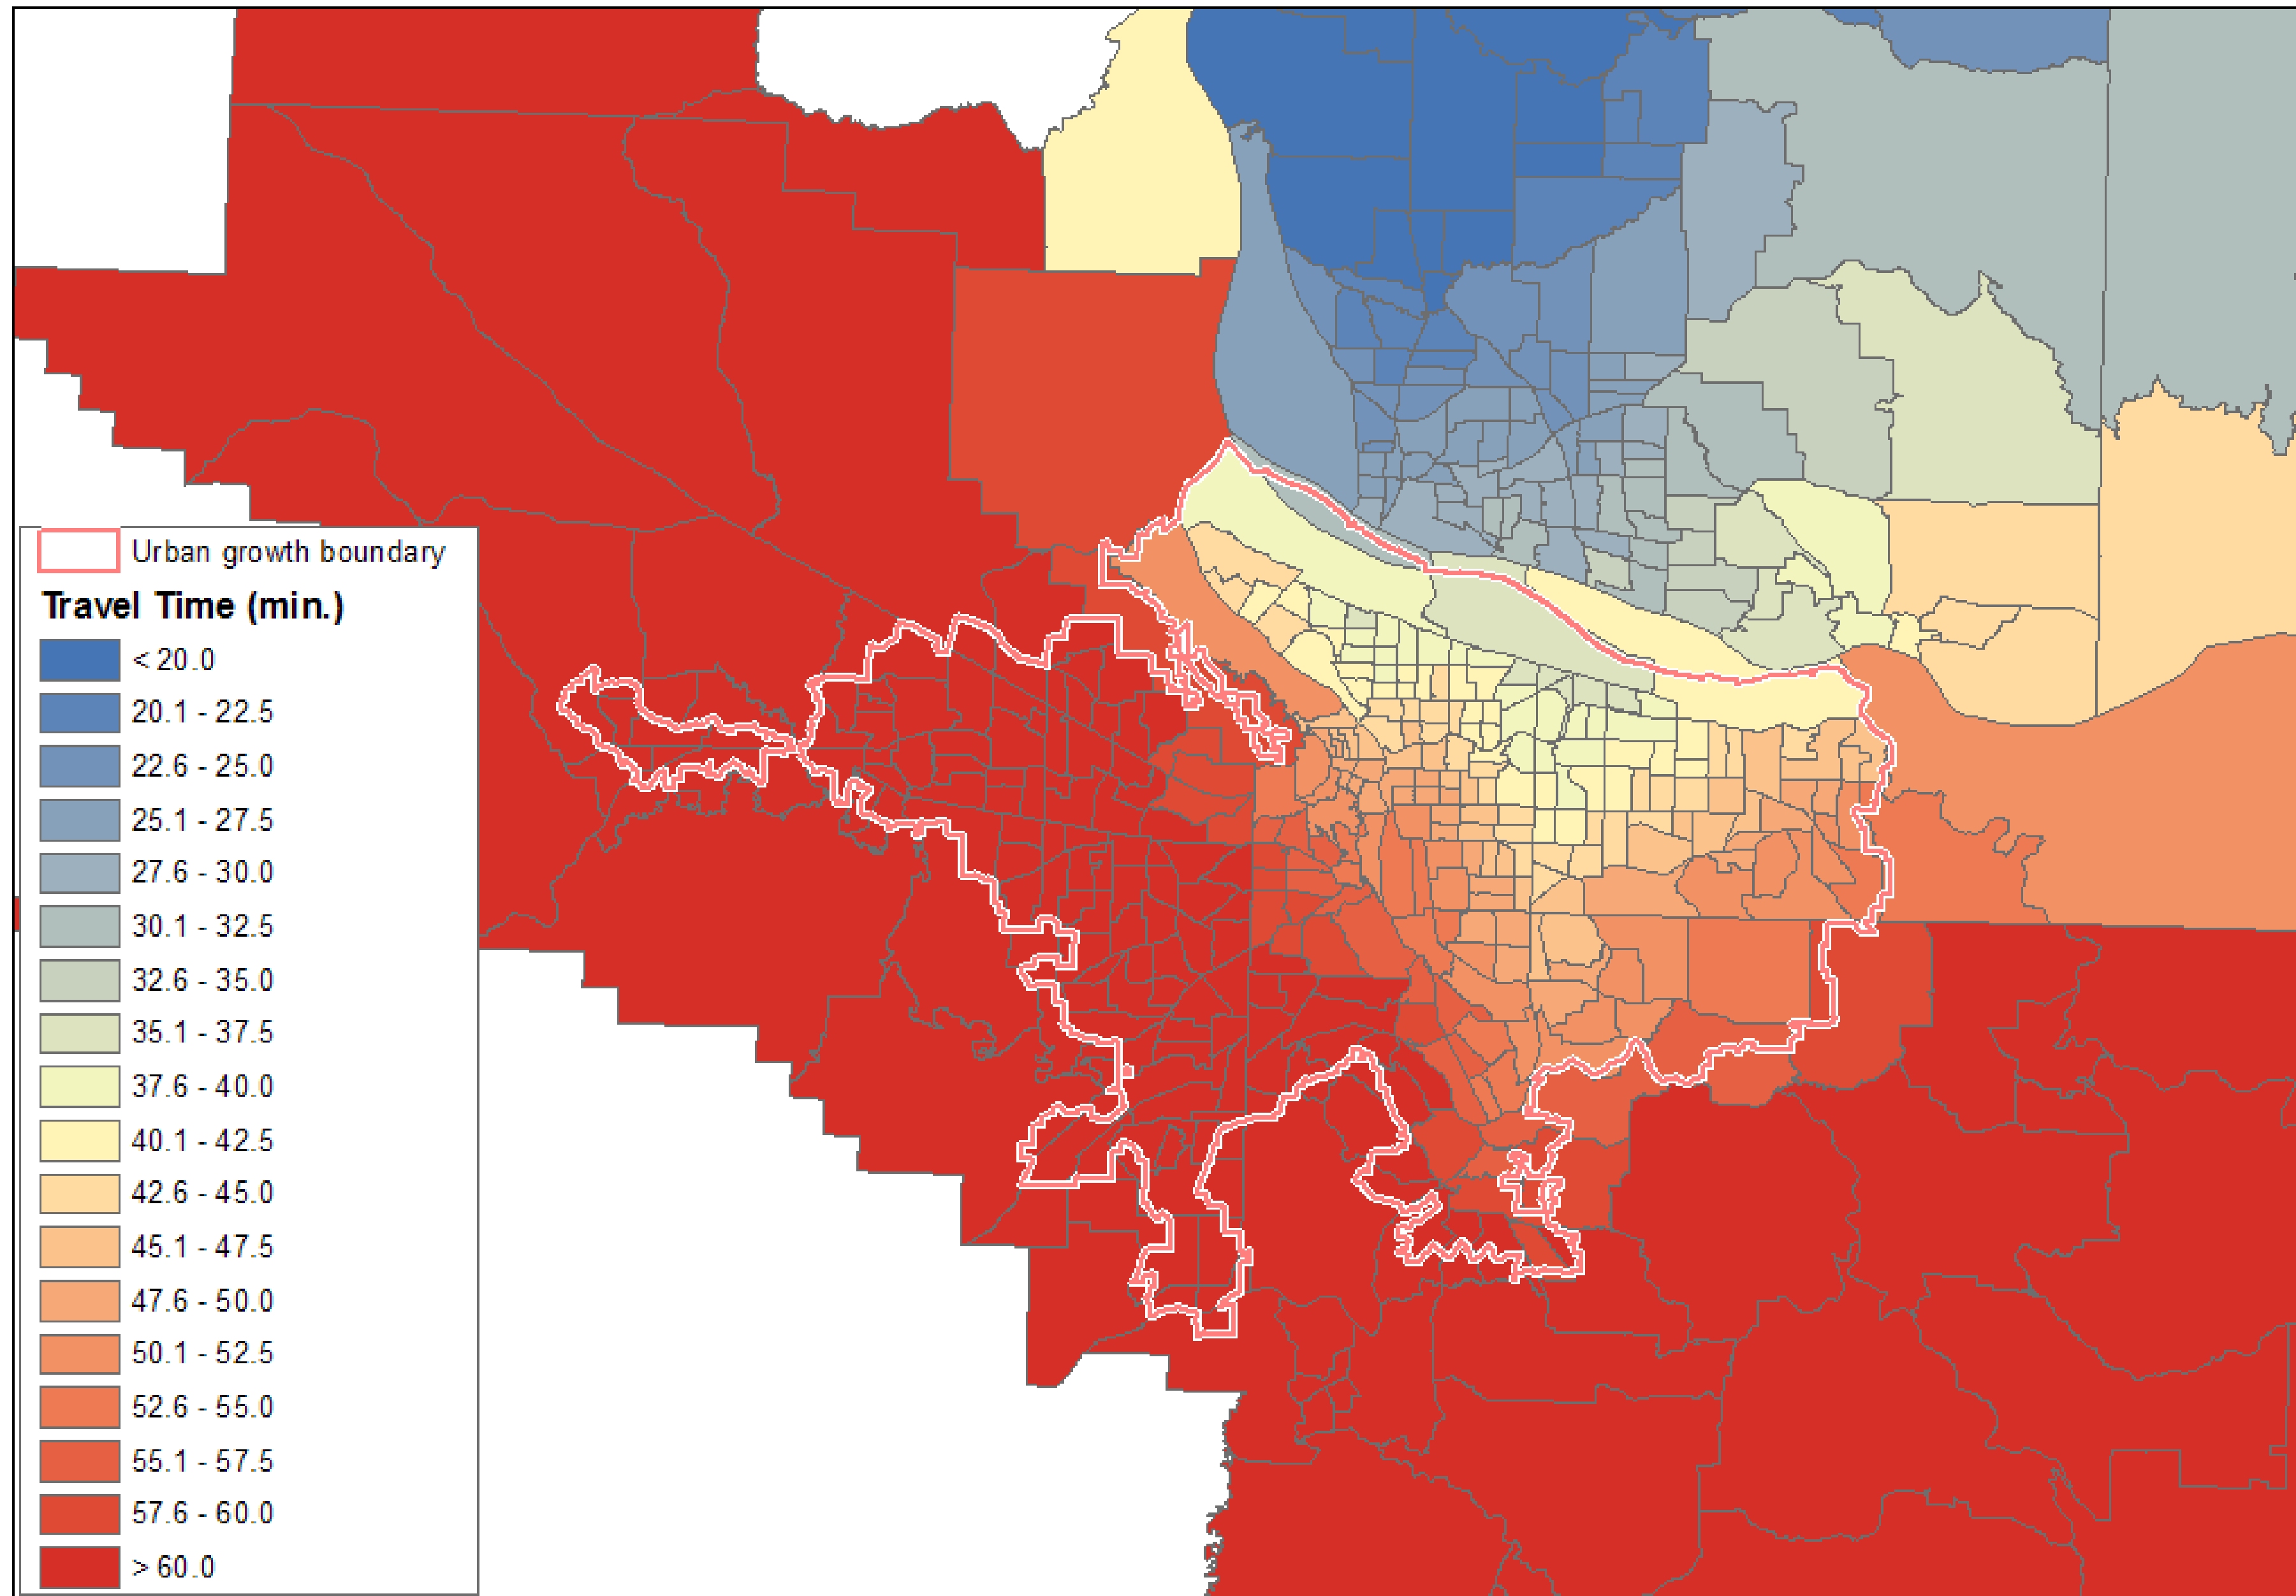 Urban growth boundary
Travel Time (min.)
< 20.0
20.1 - 22.5
22.6 - 25.0
25.1 - 27.5
27.6 - 30.0
30.1 - 32.5
32.6 - 35.0
35.1 - 37.5
37.6 - 40.0
40.1 - 42.5
42.6 - 45.0
45.1 - 47.5
47.6 - 50.0
50.1 - 52.5
52.6 - 55.0
55.1 - 57.5
57.6 - 60.0
> 60.0